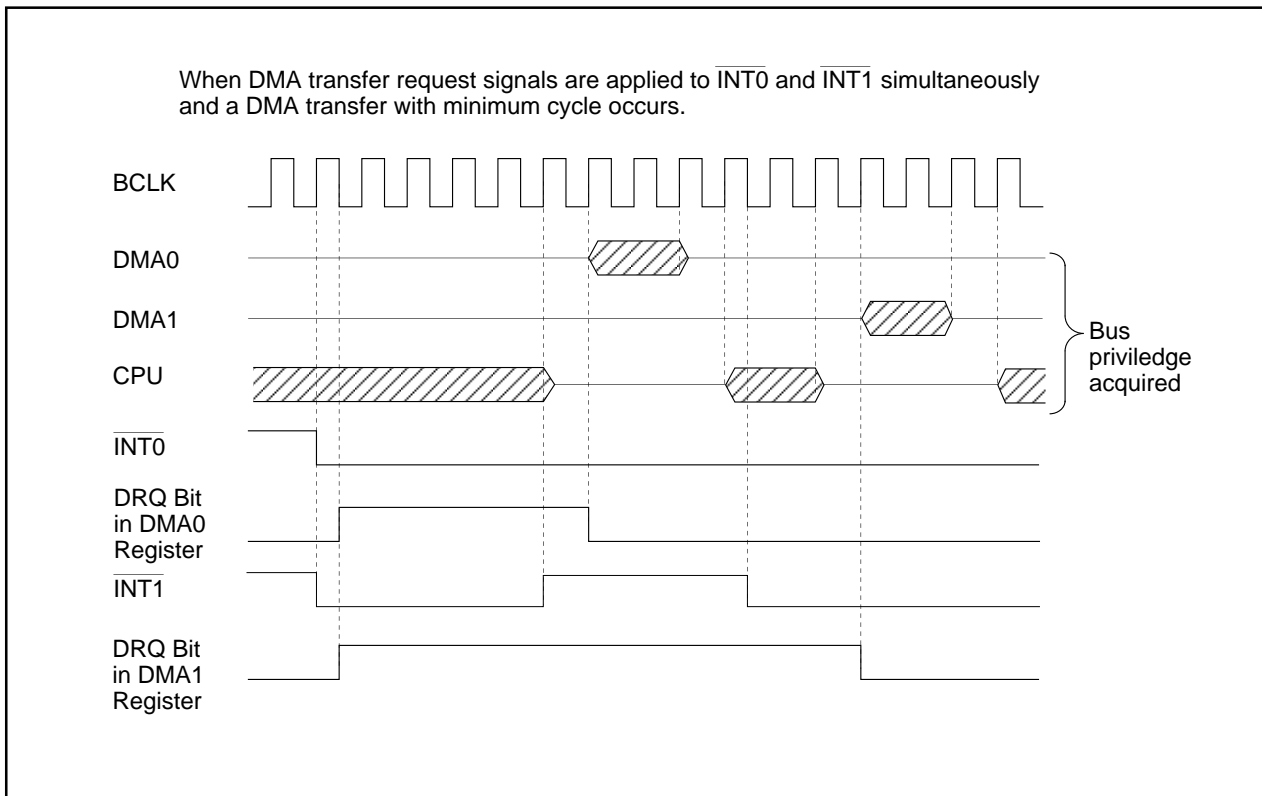 When DMA transfer request signals are applied to INT0 and INT1 simultaneously
and a DMA transfer with minimum cycle occurs.
BCLK
DMA0
DMA1
CPU
Bus
priviledge
acquired
INT0
DRQ Bit
in DMA0
Register
INT1
DRQ Bit
in DMA1
Register